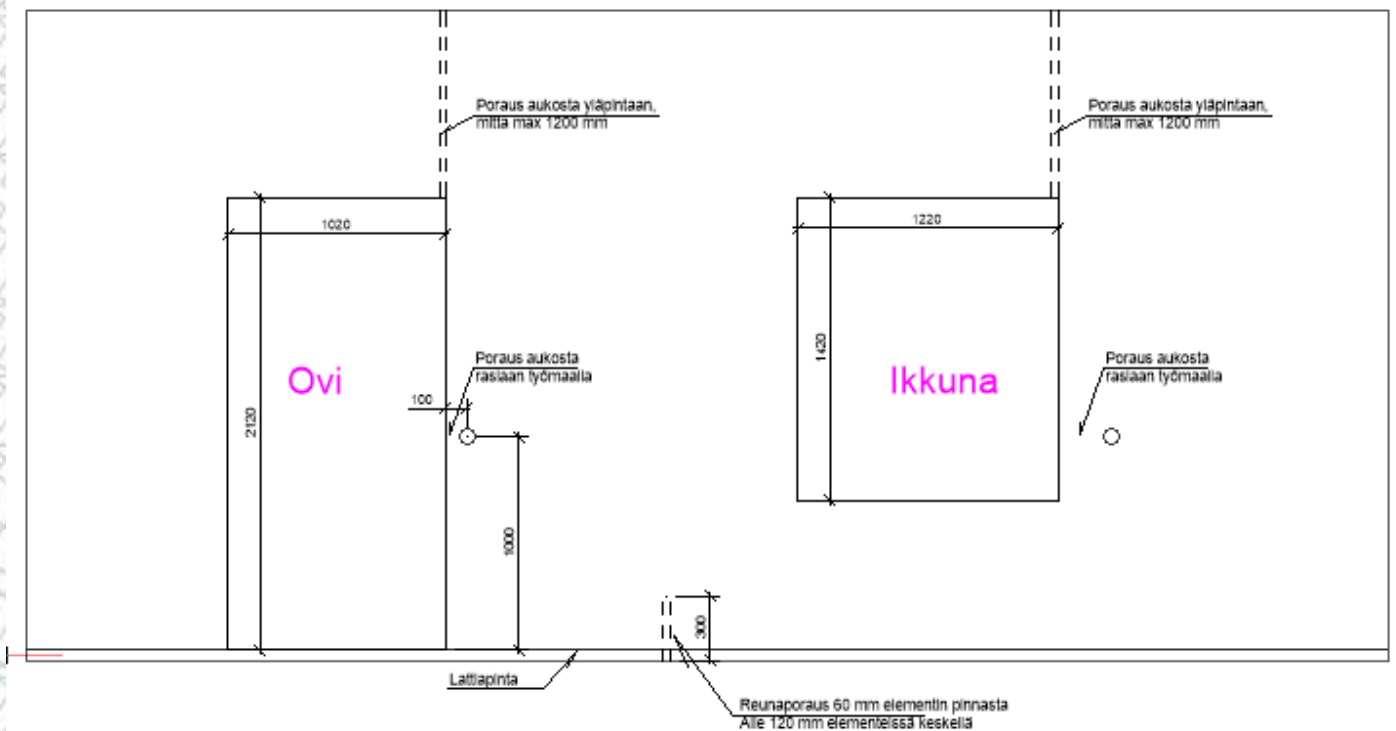 Poraus aukosta yläpintaan,
mitta max 1200 mm
Poraus aukosta yläpintaan,
mitta max 1200 mm
1020
1220
2120
1420
Ovi
Ikkuna
Poraus aukosta
rasiaan työmaalla
Poraus aukosta
rasiaan työmaalla
100
1000
300
Lattiapinta
Reunaporaus 60 mm elementin pinnasta
Alle 120 mm elementeissä keskellä